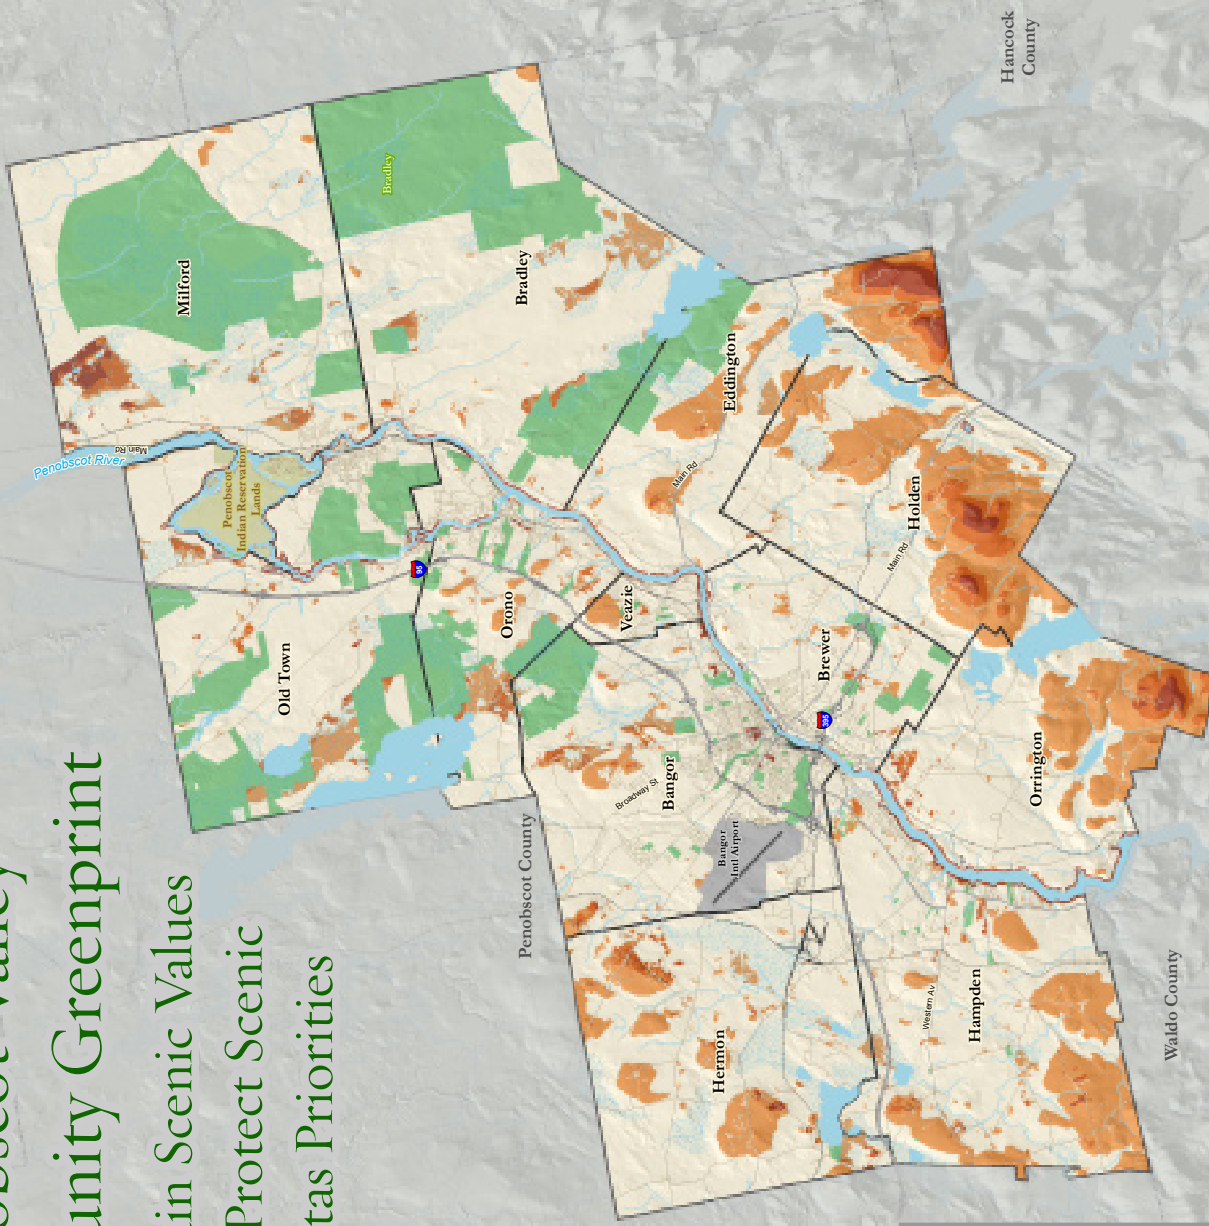 unity Greenprint
in Scenic Values
Protect Scenic
tas Priorities
Hancock
County
Milford
Bradley
Bradley
Penobscot River
Main Rd
Penobscot
Indian Reservation
Lands
Eddington
Main Rd
95
Old Town
Orono
Veazie
Holden
Main Rd
Brewer
395
Bangor
Broadway St
Bangor
Intl Airport
Orrington
Penobscot County
Hermon
Western Av
Hampden
Waldo County